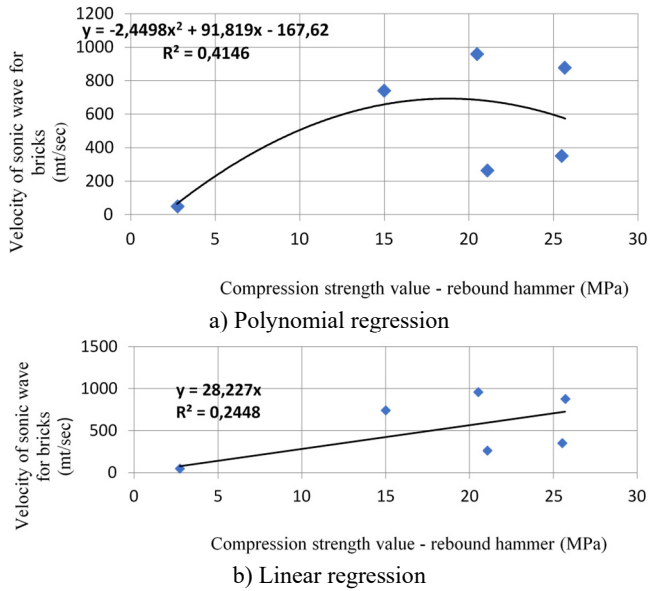 y = -2,4498x² + 91,819x - 167,62
R² = 0,4146
Velocity of sonic wave for
bricks
(mt/sec)
1200
1000
800
600
400
200
0
0 5 10 15 20 25 30
Compression strength value - rebound hammer (MPa)
a) Polynomial regression
y = 28,227x
R² = 0,2448
Velocity of sonic wave
for bricks
(mt/sec)
1500
1000
500
0
0 5 10 15 20 25 30
Compression strength value - rebound hammer (MPa)
b) Linear regression